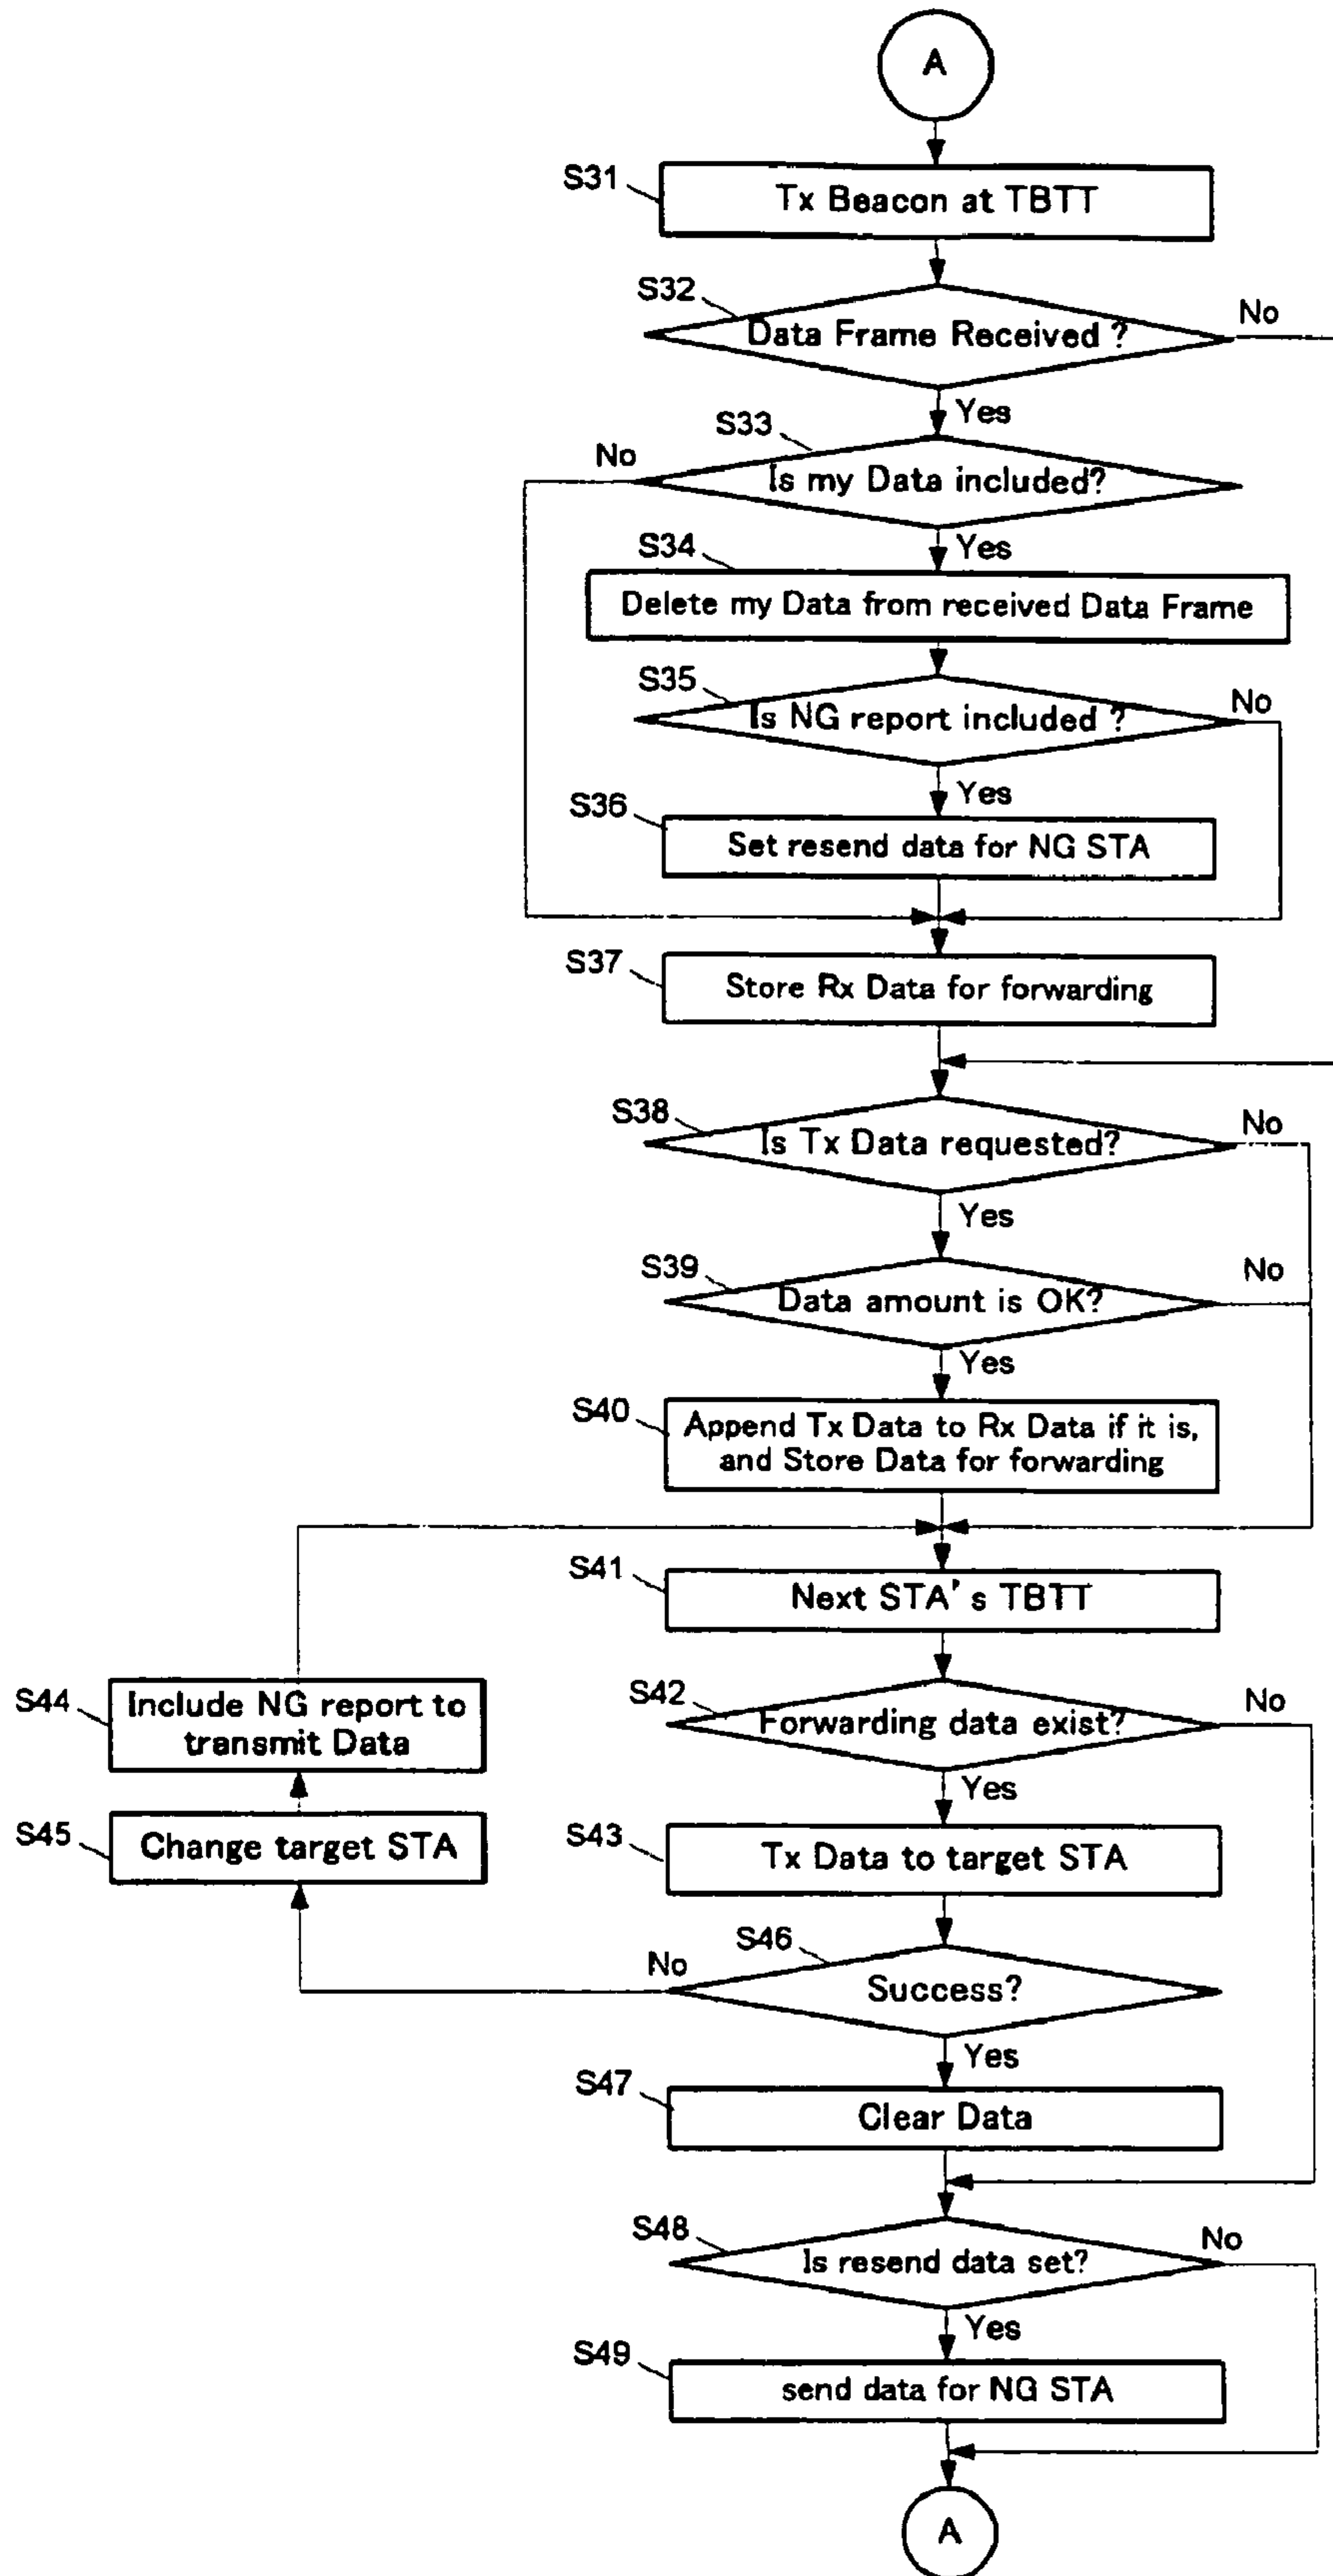 A
S31
Tx Beacon at TBTT
S32
Data Frame Received ?
No
Yes
S33
No
Is my Data included?
Yes
S34
Delete my Data from received Data Frame
S35
Is NG report included ?
No
Yes
S36
Set resend data for NG STA
S37
Store Rx Data for forwarding
S38
Is Tx Data requested?
No
Yes
S39
Data amount is OK?
No
Yes
S40
Append Tx Data to Rx Data if it is,
and Store Data for forwarding
S41
Next STA's TBTT
S44
Include NG report to
transmit Data
S42
Forwarding data exist?
No
Yes
S45
Change target STA
S43
Tx Data to target STA
S46
No
Success?
Yes
S47
Clear Data
S48
Is resend data set?
No
Yes
S49
send data for NG STA
A